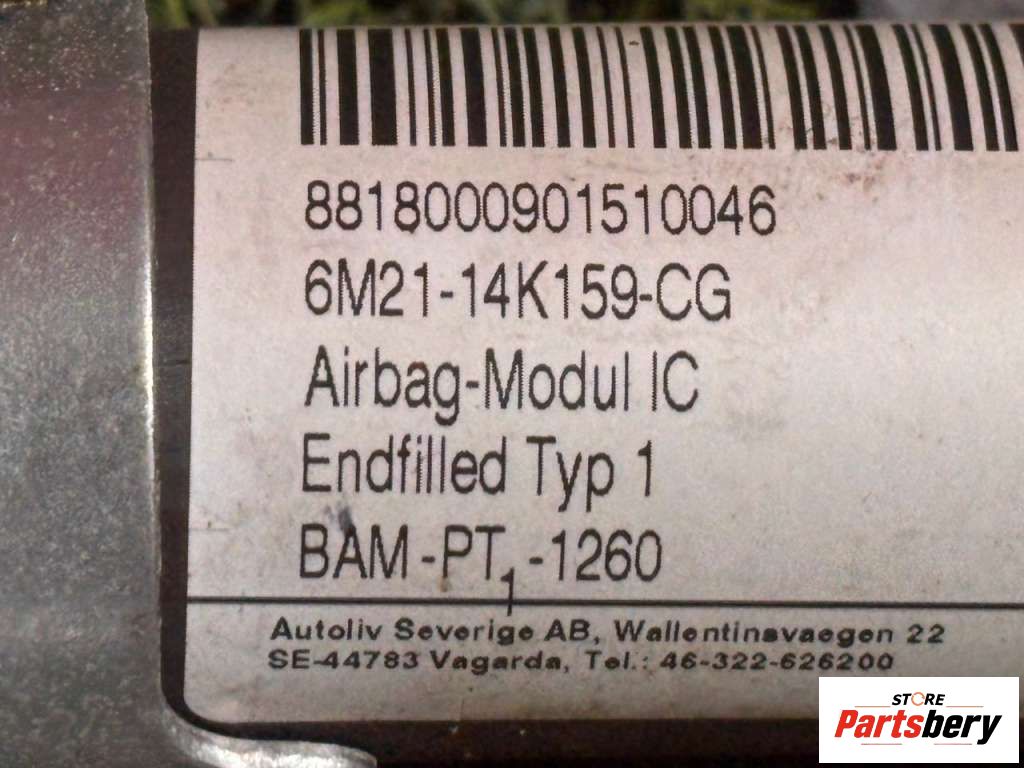 8818000901510046
6M21-14K159-CG
Airbag-Modul IC
Endfilled Typ 1
BAM-PT1-1260
Autoliv Severige AB, Wallentinsvaegen 22
SE-44783 Vagarda, Tel.: 46-322-626200
STORE
Partsbery